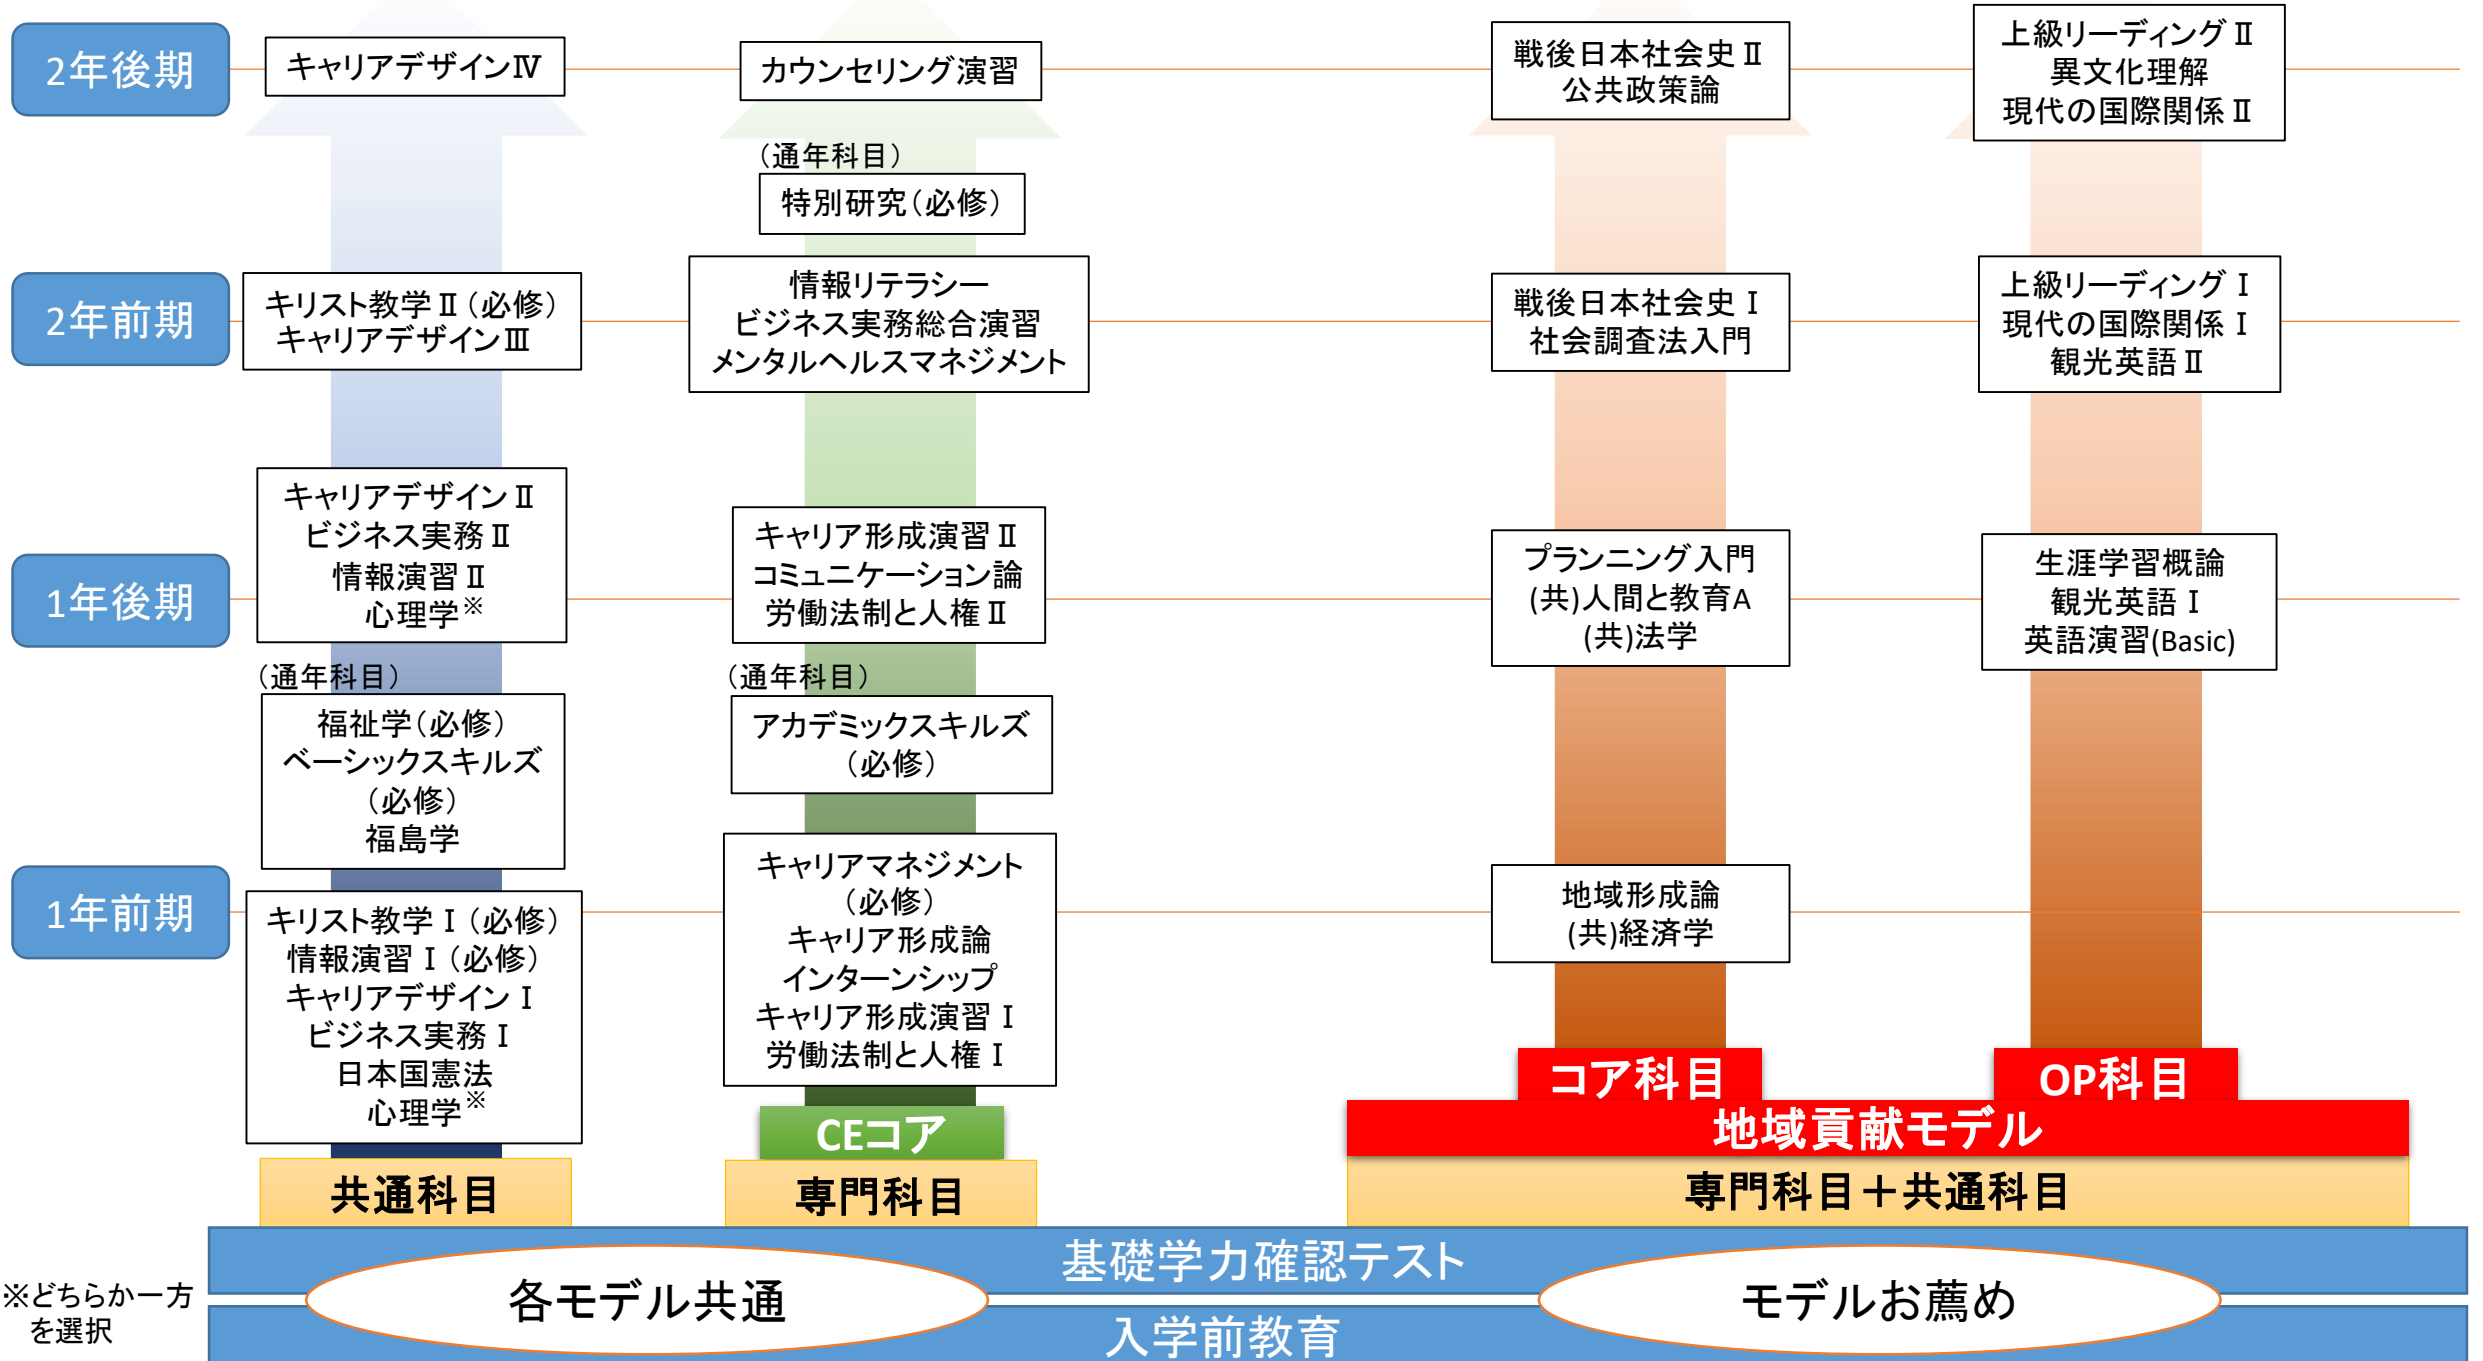 2年後期
キャリアデザインⅣ
カウンセリング演習
戦後日本社会史Ⅱ
公共政策論
上級リーディングⅡ
異文化理解
現代の国際関係Ⅱ
（通年科目）
特別研究（必修）
2年前期
キリスト教学Ⅱ（必修）
キャリアデザインⅢ
情報リテラシー
ビジネス実務総合演習
メンタルヘルスマネジメント
戦後日本社会史Ⅰ
社会調査法入門
上級リーディングⅠ
現代の国際関係Ⅰ
観光英語Ⅱ
1年後期
キャリアデザインⅡ
ビジネス実務Ⅱ
情報演習Ⅱ
心理学※
キャリア形成演習Ⅱ
コミュニケーション論
労働法制と人権Ⅱ
プランニング入門
(共)人間と教育A
(共)法学
生涯学習概論
観光英語Ⅰ
英語演習(Basic)
（通年科目）
福祉学（必修）
ベーシックスキルズ
（必修）
福島学
（通年科目）
アカデミックスキルズ
（必修）
1年前期
キリスト教学Ⅰ（必修）
情報演習Ⅰ（必修）
キャリアデザインⅠ
ビジネス実務Ⅰ
日本国憲法
心理学※
キャリアマネジメント
（必修）
キャリア形成論
インターンシップ
キャリア形成演習Ⅰ
労働法制と人権Ⅰ
地域形成論
(共)経済学
コア科目
OP科目
CEコア
地域貢献モデル
共通科目
専門科目
専門科目＋共通科目
基礎学力確認テスト
各モデル共通
モデルお薦め
入学前教育
※どちらか一方
を選択